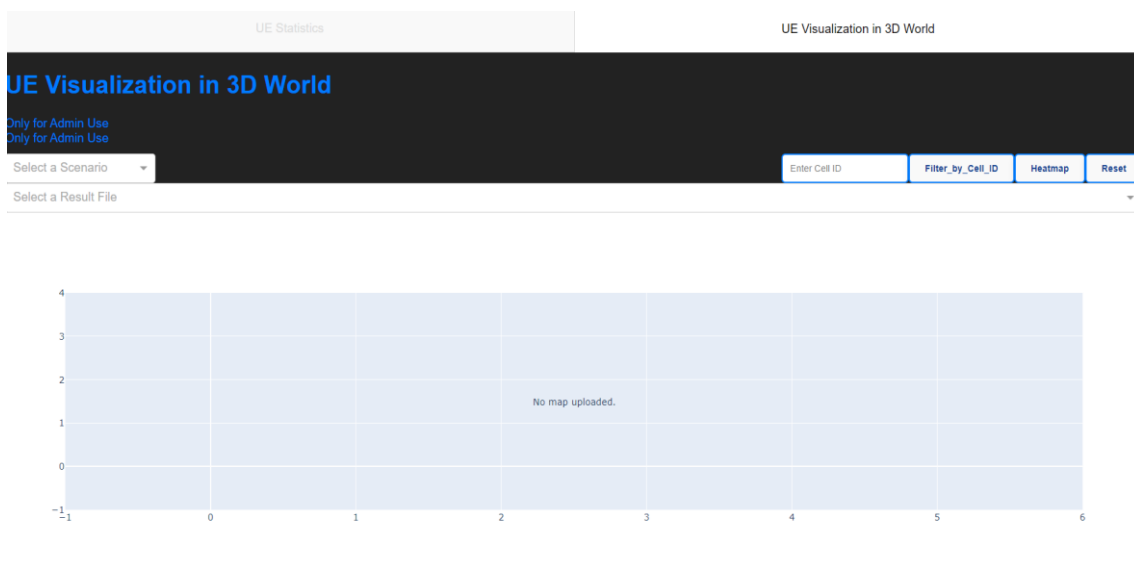 UE Statistics
UE Visualization in 3D World
UE Visualization in 3D World
Only for Admin Use
Only for Admin Use
Select a Scenario
Enter Cell ID
Filter_by_Cell_ID
Heatmap
Reset
Select a Result File
4
3
2
No map uploaded.
1
0
−1
−1
0
1
2
3
4
5
6